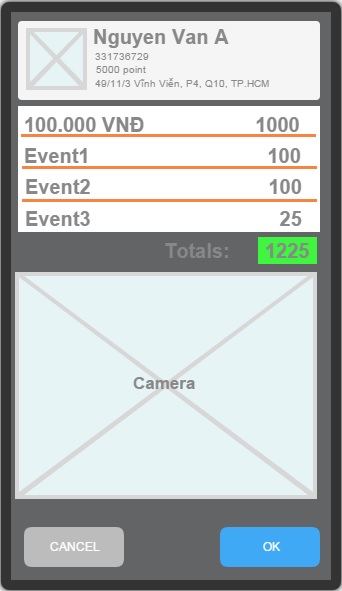 Nguyen Van A
331736729
5000 point
49/11/3 Vĩnh Viễn, P4, Q10, TP.HCM
100.000 VNĐ 1000
Event1 100
Event2 100
Event3 25
Totals: 1225
Camera
CANCEL OK